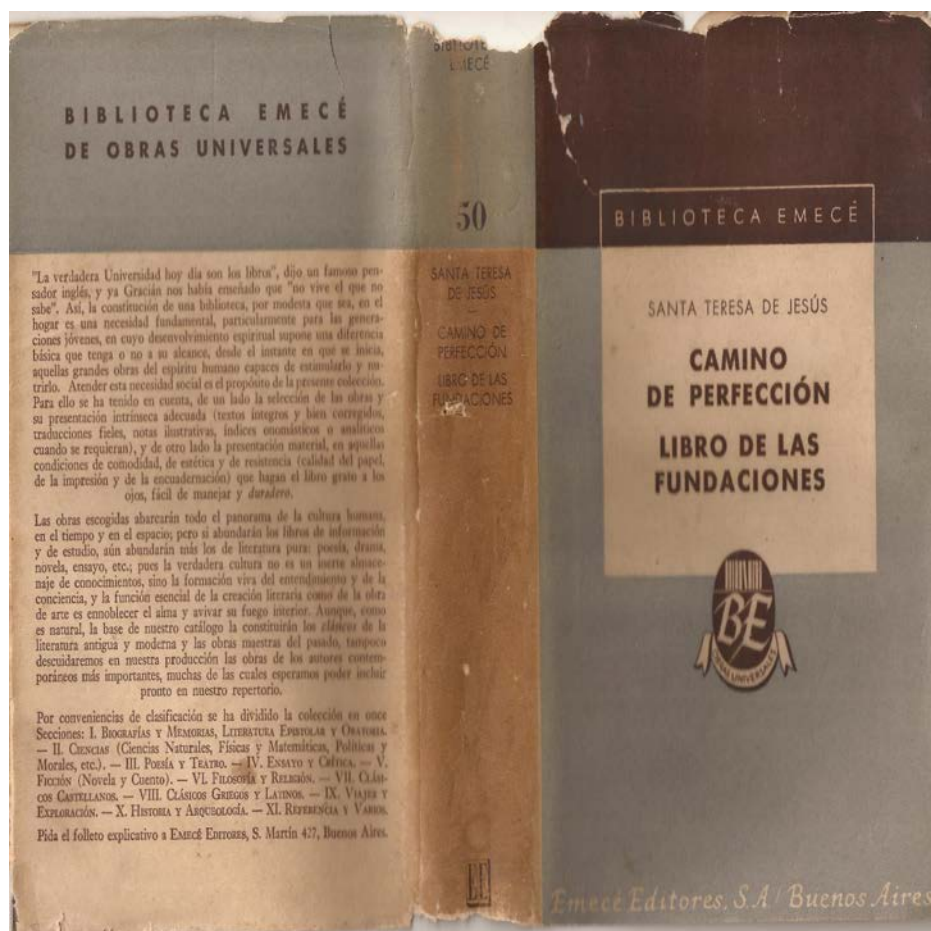 BIBLIOTECA EMECÉ
DE OBRAS UNIVERSALES
"La verdadera Universidad hoy día son los libros", dijo un famoso pen-
sador inglés, y ya Gracián nos había enseñado que "no vive el que no
sabe". Así, la constitución de una biblioteca, por modesta que sea, en el
hogar es una necesidad fundamental, particularmente para las genera-
ciones jóvenes, en cuyo desenvolvimiento espiritual supone una diferencia
básica que tenga o no a su alcance, desde el instante en que se inicia,
aquellas grandes obras del espíritu humano capaces de estimularlo y nu-
trirlo. Atender esta necesidad social es el propósito de la presente colección.
Para ello se ha tenido en cuenta, de un lado la selección de las obras y
su presentación intrínseca adecuada (textos íntegros y bien corregidos,
traducciones fieles, notas ilustrativas, índices onomásticos o analíticos
cuando se requieran), y de otro lado la presentación material, en aquellas
condiciones de comodidad, de estética y de resistencia (calidad del papel,
de la impresión y de la encuadernación) que hagan el libro grato a los
ojos, fácil de manejar y duradero.
Las obras escogidas abarcarán todo el panorama de la cultura humana,
en el tiempo y en el espacio; pero si abundarán los libros de información
y de estudio, aún abundarán más los de literatura pura: poesía, drama,
novela, ensayo, etc.; pues la verdadera cultura no es un inerte almace-
naje de conocimientos, sino la formación viva del entendimiento y de la
conciencia, y la función esencial de la creación literaria como de la obra
de arte es ennoblecer el alma y avivar su fuego interior. Aunque, como
es natural, la base de nuestro catálogo la constituirán los clásicos de la
literatura antigua y moderna y las obras maestras del pasado, tampoco
descuidaremos en nuestra producción las obras de los autores contem-
poráneos más importantes, muchas de las cuales esperamos poder incluir
pronto en nuestro repertorio.
Por conveniencias de clasificación se ha dividido la colección en once
Secciones: I. BIOGRAFÍAS Y MEMORIAS, LITERATURA EPISTOLAR Y ORATORIA.
— II. CIENCIAS (Ciencias Naturales, Físicas y Matemáticas, Políticas y
Morales, etc.). — III. POESÍA Y TEATRO. — IV. ENSAYO Y CRÍTICA. — V.
FICCIÓN (Novela y Cuento). — VI. FILOSOFÍA Y RELIGIÓN. — VII. CLÁSI-
COS CASTELLANOS. — VIII. CLÁSICOS GRIEGOS Y LATINOS. — IX. VIAJES Y
EXPLORACIÓN. — X. HISTORIA Y ARQUEOLOGÍA. — XI. REFERENCIA Y VARIOS.
Pida el folleto explicativo a EMECÉ EDITORES, S. Martín 427, Buenos Aires.
EMECÉ
50
SANTA TERESA
DE JESÚS
—
CAMINO DE
PERFECCIÓN
LIBRO DE LAS
FUNDACIONES
BIBLIOTECA EMECÉ
SANTA TERESA DE JESÚS
CAMINO
DE PERFECCIÓN
LIBRO DE LAS
FUNDACIONES
BE
OBRAS UNIVERSALES
Emecé Editores, S.A / Buenos Aires